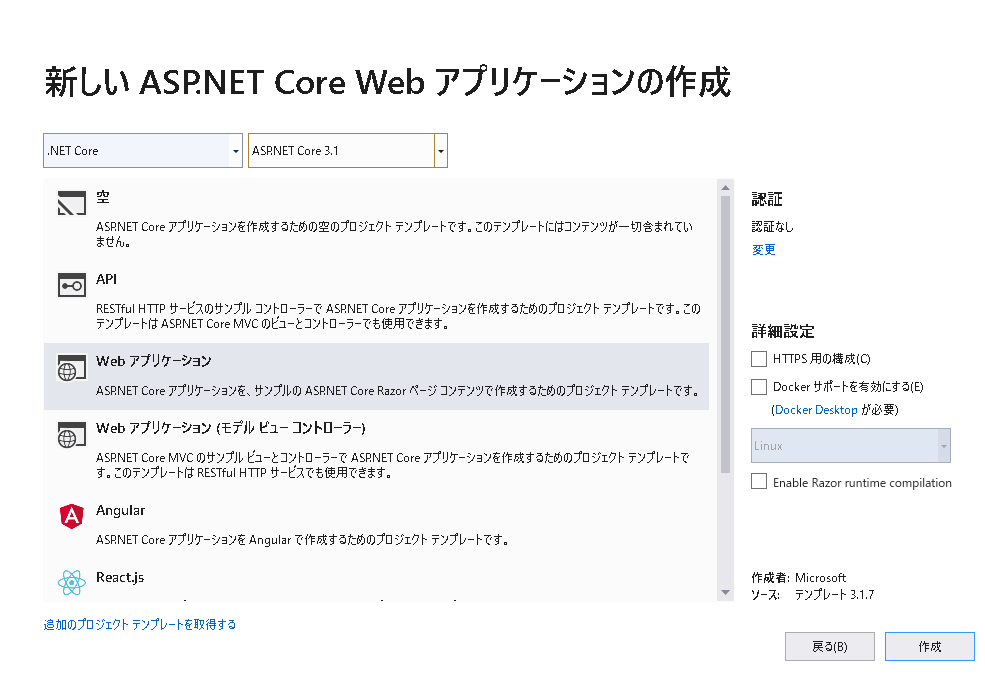 新しい ASP.NET Core Web アプリケーションの作成
.NET Core
ASP.NET Core 3.1
空
ASP.NET Core アプリケーションを作成するための空のプロジェクト テンプレートです。このテンプレートにはコンテンツが一切含まれてい
ません。
API
RESTful HTTP サービスのサンプル コントローラーで ASP.NET Core アプリケーションを作成するためのプロジェクト テンプレートです。この
テンプレートは ASP.NET Core MVC のビューとコントローラーでも使用できます。
Web アプリケーション
ASP.NET Core アプリケーションを、サンプルの ASP.NET Core Razor ページ コンテンツで作成するためのプロジェクト テンプレートです。
Web アプリケーション (モデル ビュー コントローラー)
ASP.NET Core MVC のサンプル ビューとコントローラーで ASP.NET Core アプリケーションを作成するためのプロジェクト テンプレートで
す。このテンプレートは RESTful HTTP サービスでも使用できます。
Angular
ASP.NET Core アプリケーションを Angular で作成するためのプロジェクト テンプレートです。
React.js
追加のプロジェクト テンプレートを取得する
認証
認証なし
変更
詳細設定
HTTPS 用の構成(C)
Docker サポートを有効にする(E)
(Docker Desktop が必要)
Linux
Enable Razor runtime compilation
作成者: Microsoft
ソース: テンプレート 3.1.7
戻る(B)
作成